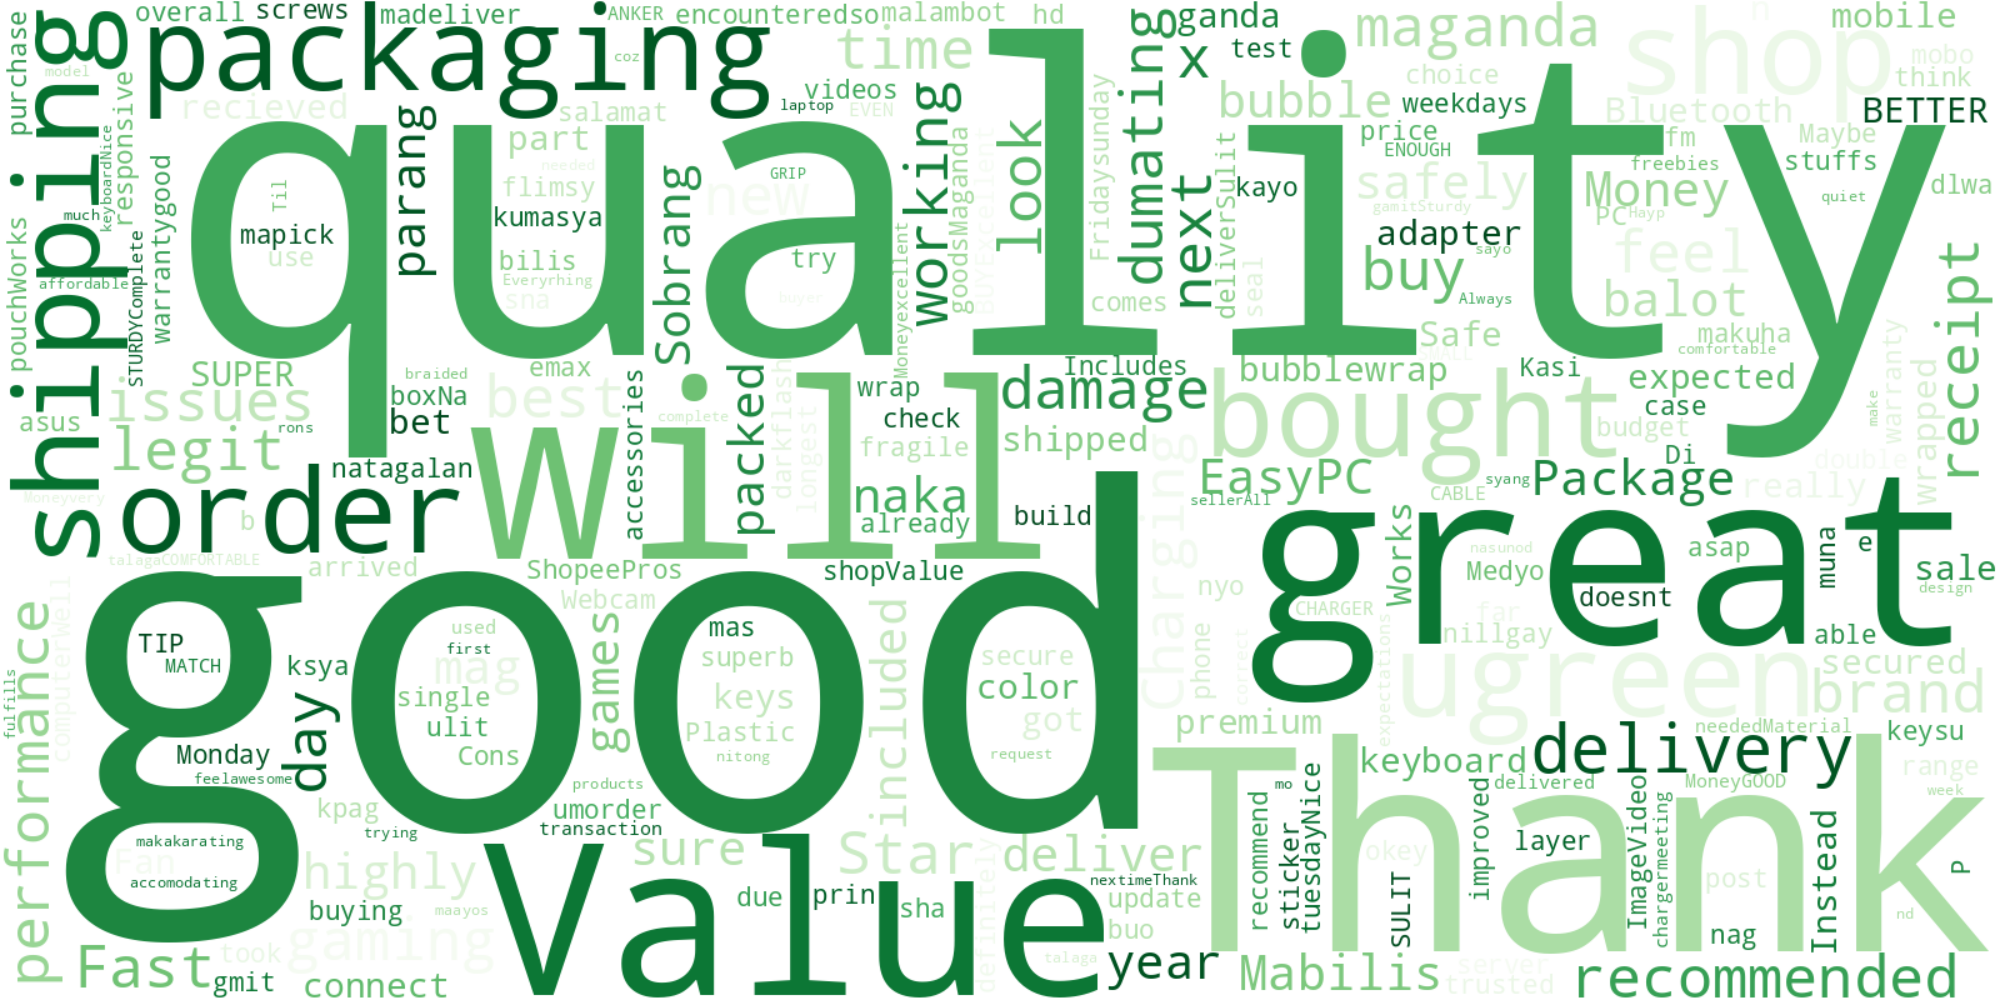 purchase
shipping
overall
screws
madeliver
ANKER
encounteredso
malambot
hd
packaging
model
coz
time
dumating
ganda
x
test
maganda
shop
n
mobile
mobo
think
recieved
responsive
salamat
videos
laptop
EVEN
working
look
Fridaysunday
bubble
choice
weekdays
Bluetooth
BETTER
quality
parang
part
needed
flimsy
kumasya
bilis
Everyrhing
sna
Sobrang
new
GRIP
try
buyer
goodsMaganda
BUYExcellent
Moneyexcellent
comes
next
deliverSulit
seal
kayo
price
ENOUGH
safely
gamitSturdy
adapter
sayo
buy
Always
fm
Maybe
freebies
stuffs
Money
quiet
dlwa
PC
Hayp
feel
balot
receipt
Til
mapick
use
much
keyboardNice
pouchWorks
affordable
STURDYComplete
warrantygood
SUPER
issues
asus
rons
legit
braided
boxNa
bet
natagalan
emax
best
will
accessories
complete
packed
darkflash
longest
wrap
check
fragile
naka
already
Includes
damage
shipped
build
Safe
SMALL
bubblewrap
Kasi
makuha
comfortable
expected
case
budget
bought
Di
make
warranty
wrapped
double
really
EasyPC
sellerAll
CABLE
syang
Package
charging
order
Moneyvery
b
talagaCOMFORTABLE
arrived
ShopeePros
shopValue
Webcam
great
Works
nasunod
Medyo
asap
muna
e
sale
design
doesnt
able
nyo
CHARGER
far
nillgay
phone
correct
expectations
ugreen
secured
brand
good
performance
computerWell
fulfills
TIP
MATCH
ksya
day
Monday
feelawesome
used
first
mag
single
ulit
Cons
games
mas
superb
keys
Plastic
nitong
included
secure
color
got
request
premium
keyboard
delivery
neededMaterial
keysu
range
week
products
kpag
trying
umorder
transaction
makakarating
Fan
accomodating
highly
buying
maayos
gaming
Value
sure
Star
deliver
definitely
due
prin
sha
nextimeThank
update
buo
talaga
year
Thank
mo
recommend
sticker
tuesdayNice
okey
SULIT
improved
delivered
layer
ImageVideo
chargermeeting
MoneyGOOD
post
nag
Instead
P
nd
Fast
took
gmit
connect
Mabilis
server
trusted
recommended